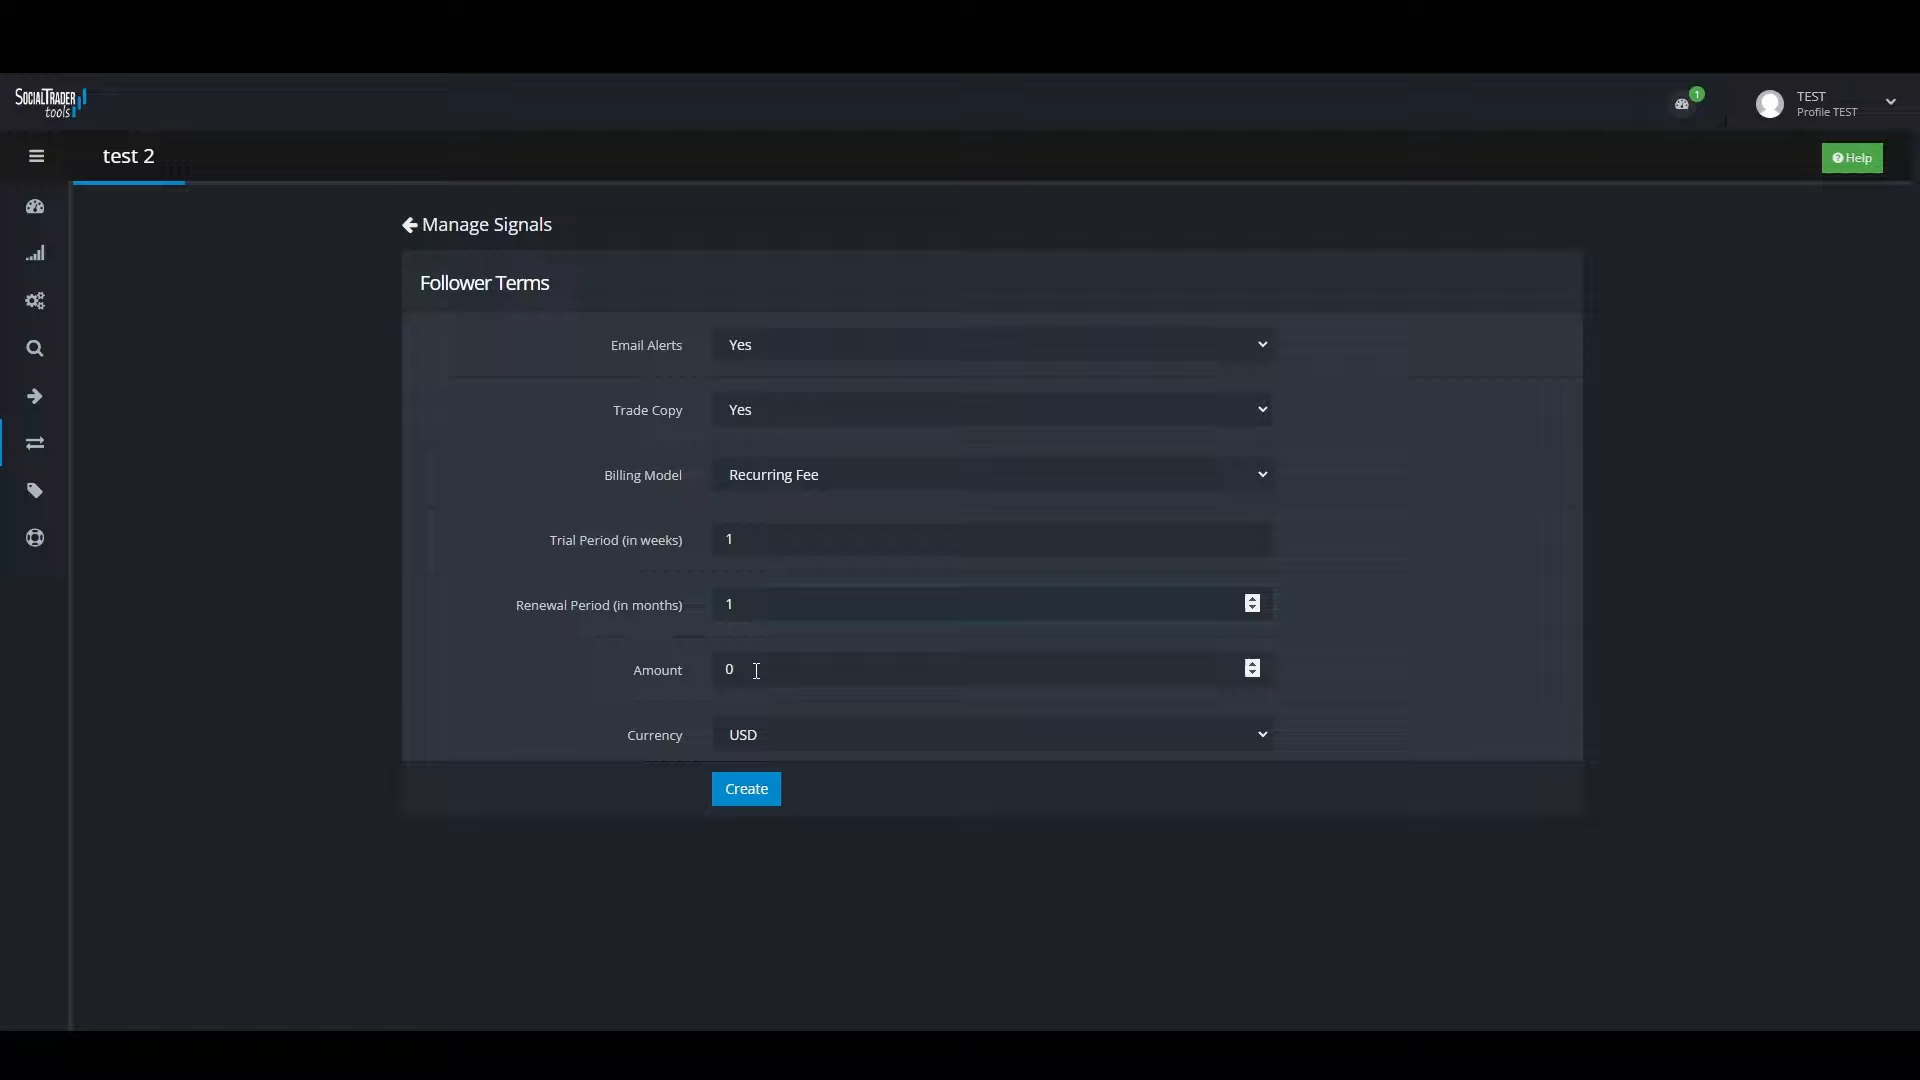 SOCIALTRADER
tools
1
TEST
Profile TEST
test 2
Help
Manage Signals
Follower Terms
Email Alerts Yes
Trade Copy Yes
Billing Model Recurring Fee
Trial Period (in weeks) 1
Renewal Period (in months) 1
Amount 0
Currency USD
Create